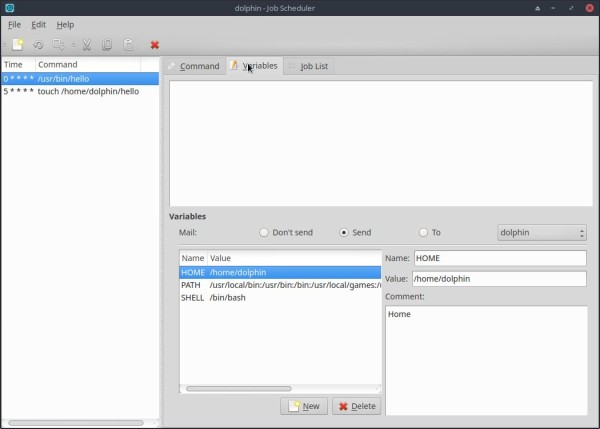 dolphin - Job Scheduler
File Edit Help
Time Command
0 * * * * /usr/bin/hello
5 * * * * touch /home/dolphin/hello
Command Variables Job List
Variables
Mail: Don't send Send To dolphin
Name Value
HOME /home/dolphin
PATH /usr/local/bin:/usr/bin:/bin:/usr/local/games:/
SHELL /bin/bash
Name: HOME
Value: /home/dolphin
Comment:
Home
New Delete